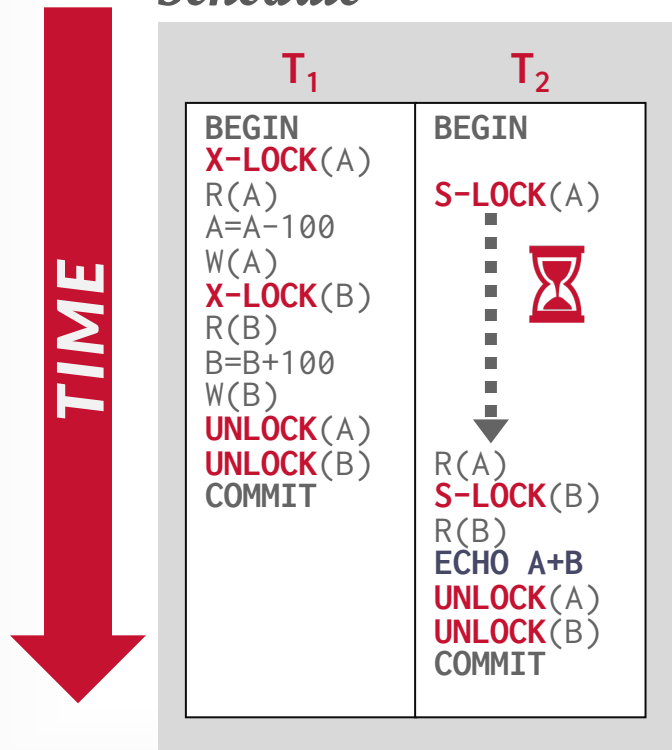 Schedule
TIME
T₁
BEGIN
X-LOCK(A)
R(A)
A=A-100
W(A)
X-LOCK(B)
R(B)
B=B+100
W(B)
UNLOCK(A)
UNLOCK(B)
COMMIT
T₂
BEGIN
S-LOCK(A)
R(A)
S-LOCK(B)
R(B)
ECHO A+B
UNLOCK(A)
UNLOCK(B)
COMMIT